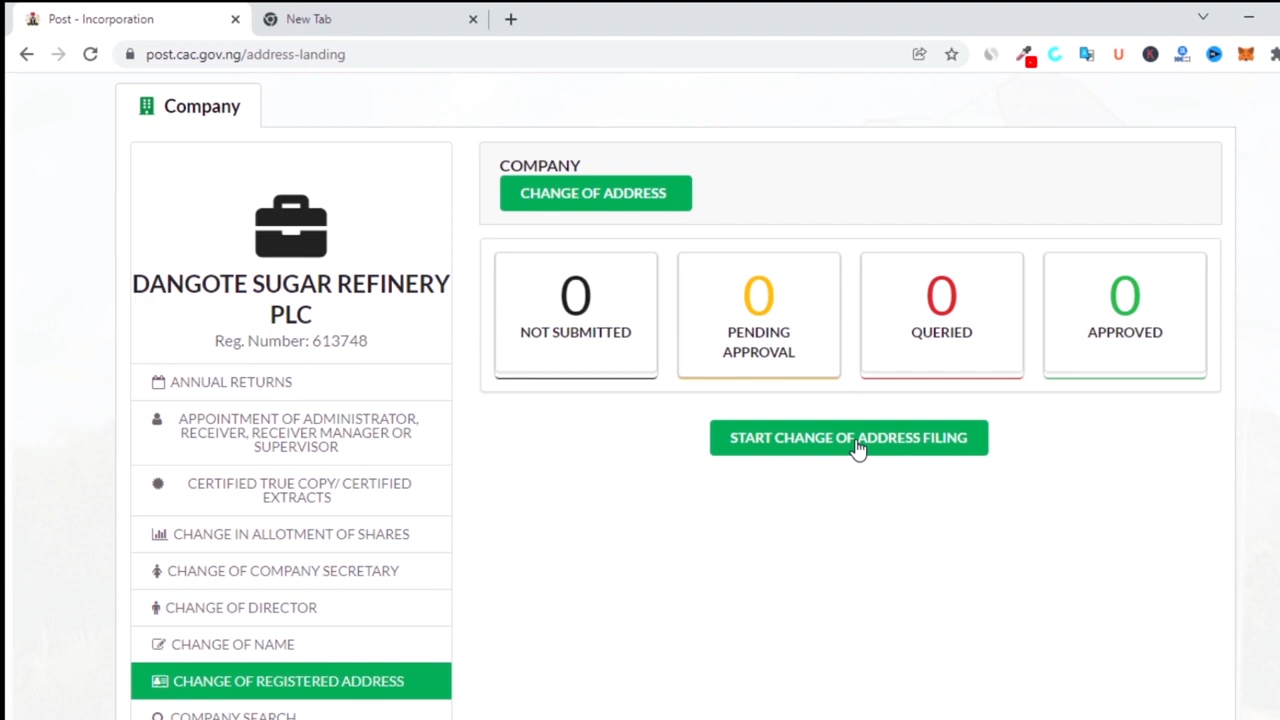 Post - Incorporation
New Tab
post.cac.gov.ng/address-landing
Company
DANGOTE SUGAR REFINERY
PLC
Reg. Number: 613748
ANNUAL RETURNS
APPOINTMENT OF ADMINISTRATOR,
RECEIVER, RECEIVER MANAGER OR
SUPERVISOR
CERTIFIED TRUE COPY/ CERTIFIED
EXTRACTS
CHANGE IN ALLOTMENT OF SHARES
CHANGE OF COMPANY SECRETARY
CHANGE OF DIRECTOR
CHANGE OF NAME
CHANGE OF REGISTERED ADDRESS
COMPANY SEARCH
COMPANY
CHANGE OF ADDRESS
0
NOT SUBMITTED
0
PENDING
APPROVAL
0
QUERIED
0
APPROVED
START CHANGE OF ADDRESS FILING